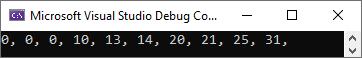 Microsoft Visual Studio Debug Co...
0, 0, 0, 10, 13, 14, 20, 21, 25, 31,